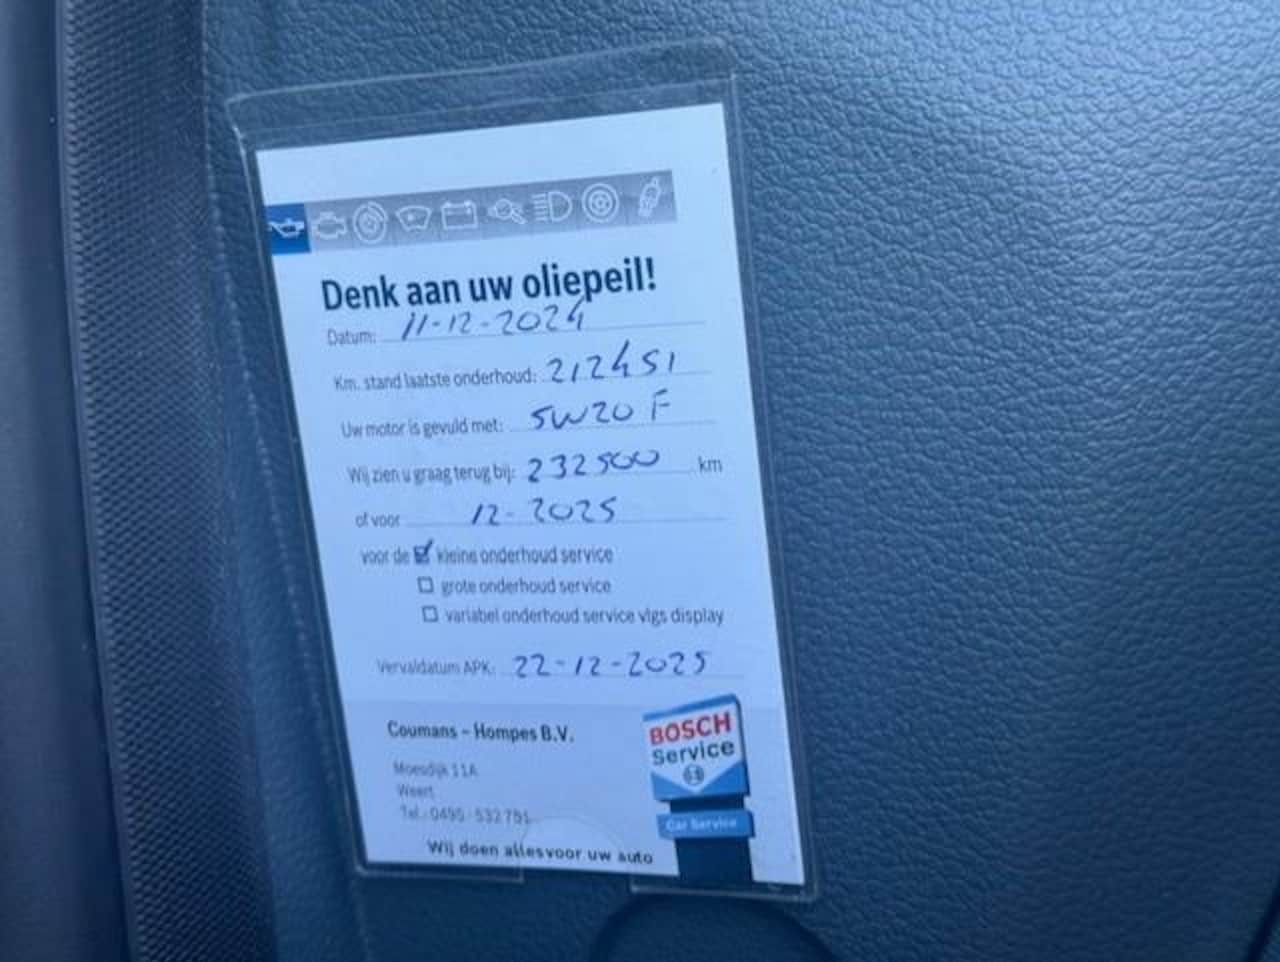 Denk aan uw oliepeil!
Datum: 11-12-2024
Km. stand laatste onderhoud: 212451
Uw motor is gevuld met: 5W20 F
Wij zien u graag terug bij: 232500 km
of voor 12-2025
voor de ☑ kleine onderhoud service
☐ grote onderhoud service
☐ variabel onderhoud service vlgs display
Vervaldatum APK: 22-12-2025
Coumans - Hompes B.V.
Moesdijk 11A
Weert
Tel.: 0495 - 532 791
Wij doen alles voor uw auto
BOSCH
Service
Car Service